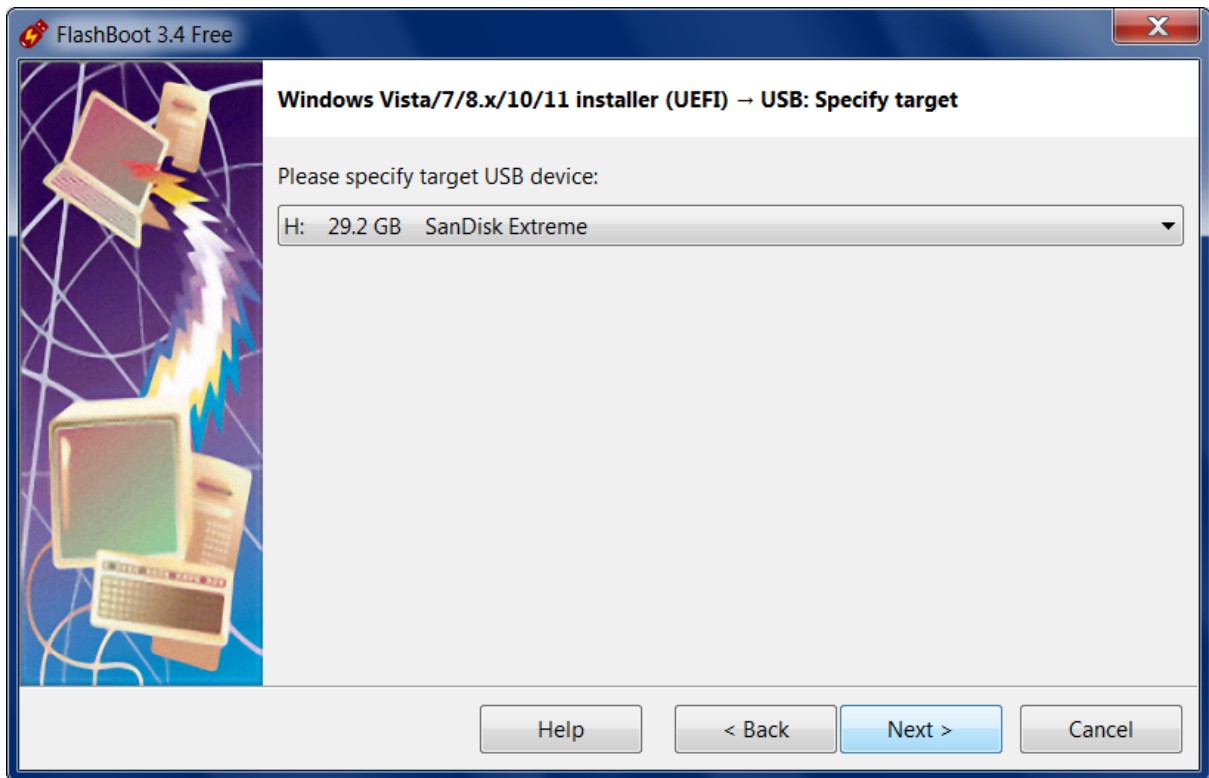 FlashBoot 3.4 Free
Windows Vista/7/8.x/10/11 installer (UEFI) → USB: Specify target
Please specify target USB device:
H: 29.2 GB SanDisk Extreme
Help
< Back
Next >
Cancel